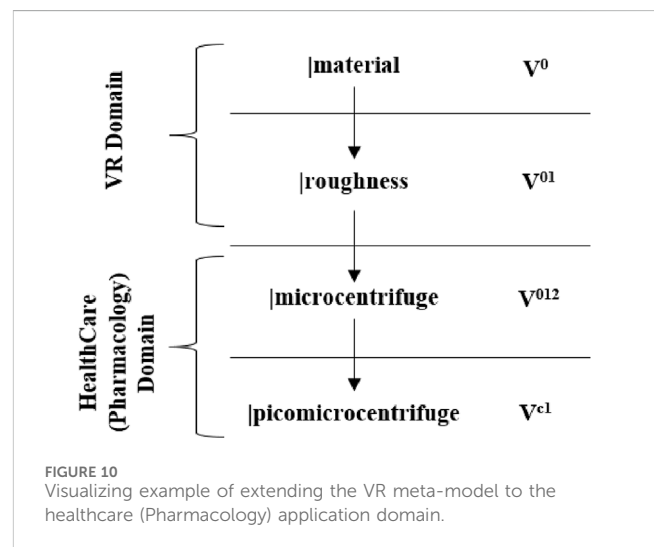 VR Domain
|material V⁰
|roughness V⁰¹
HealthCare
(Pharmacology)
Domain
|microcentrifuge V⁰¹²
|picomicrocentrifuge Vᶜ¹
FIGURE 10
Visualizing example of extending the VR meta-model to the
healthcare (Pharmacology) application domain.